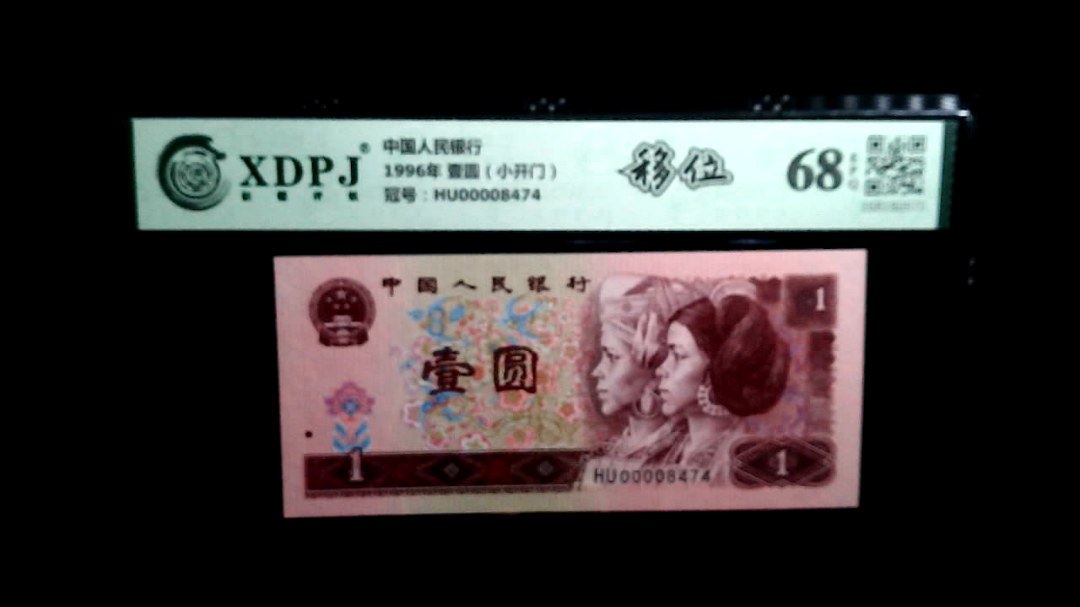 XDPJ®
中国人民银行
1996年 壹圆（小开门）
冠号：HU00008474
移位
68
EPQ
中国人民银行
1
壹圆
1
HU00008474
1